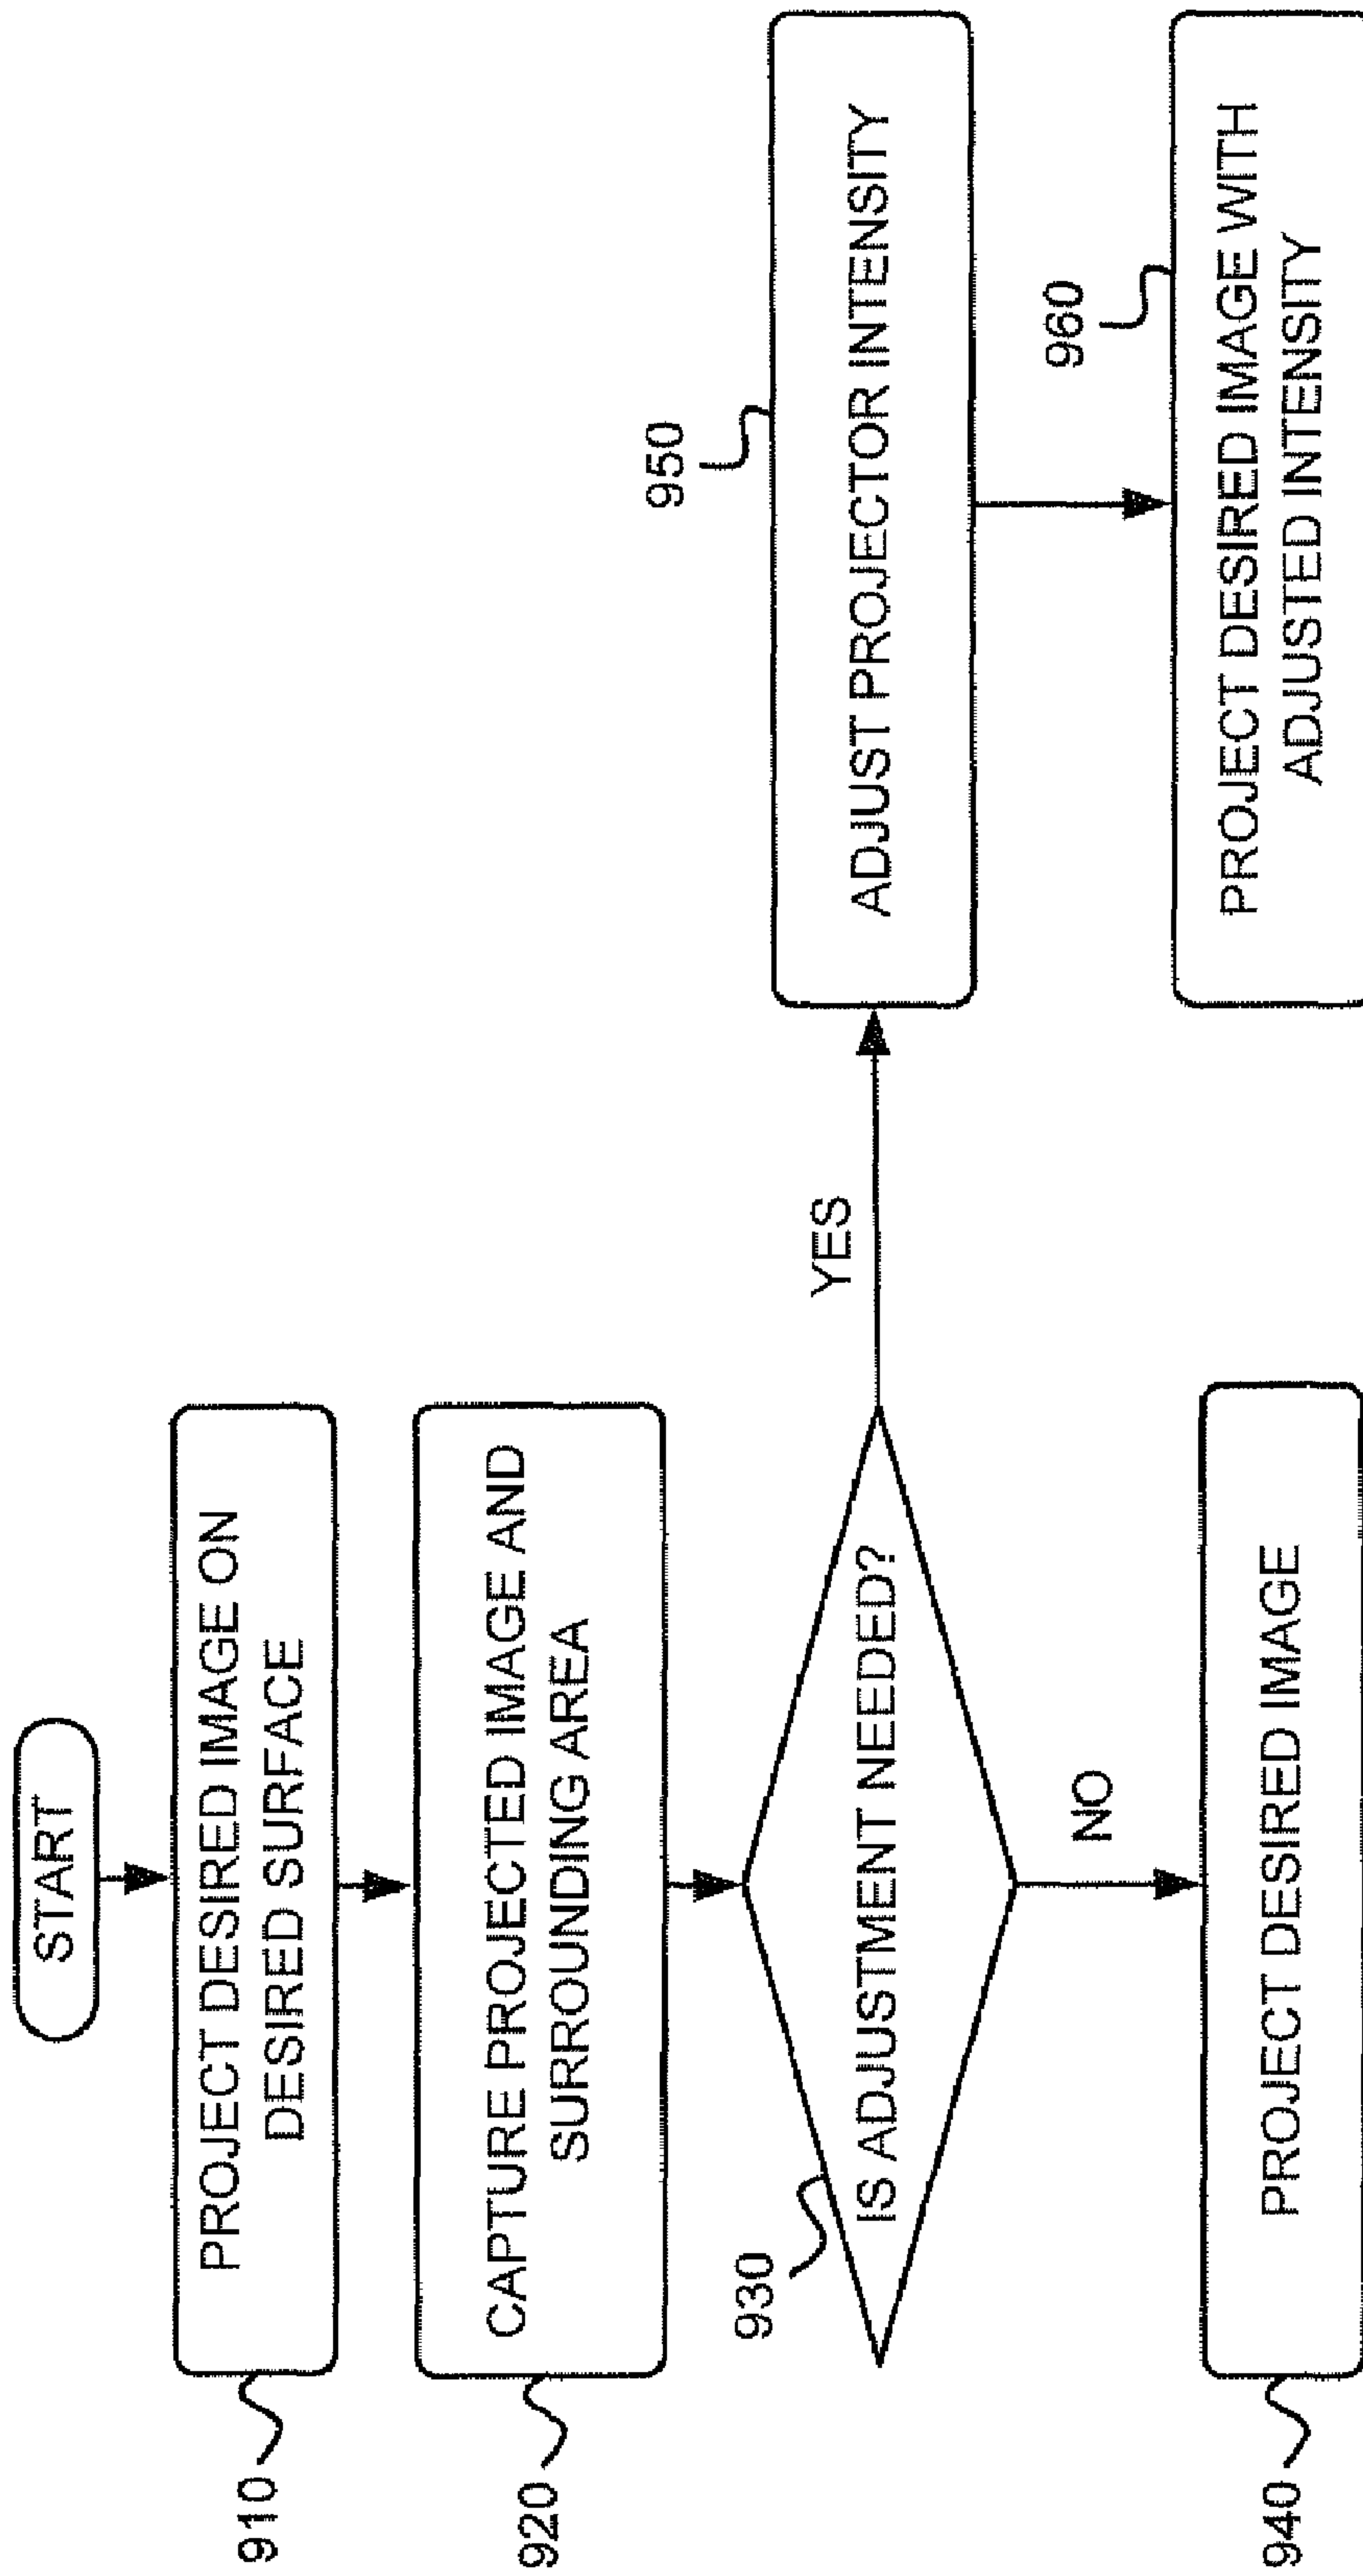 START
910
PROJECT DESIRED IMAGE ON
DESIRED SURFACE
920
CAPTURE PROJECTED IMAGE AND
SURROUNDING AREA
930
IS ADJUSTMENT NEEDED?
YES
NO
940
PROJECT DESIRED IMAGE
950
ADJUST PROJECTOR INTENSITY
960
PROJECT DESIRED IMAGE WITH
ADJUSTED INTENSITY